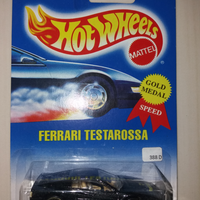 HOT WHEELS
MATTEL
GOLD
MEDAL
SPEED
FERRARI TESTAROSSA